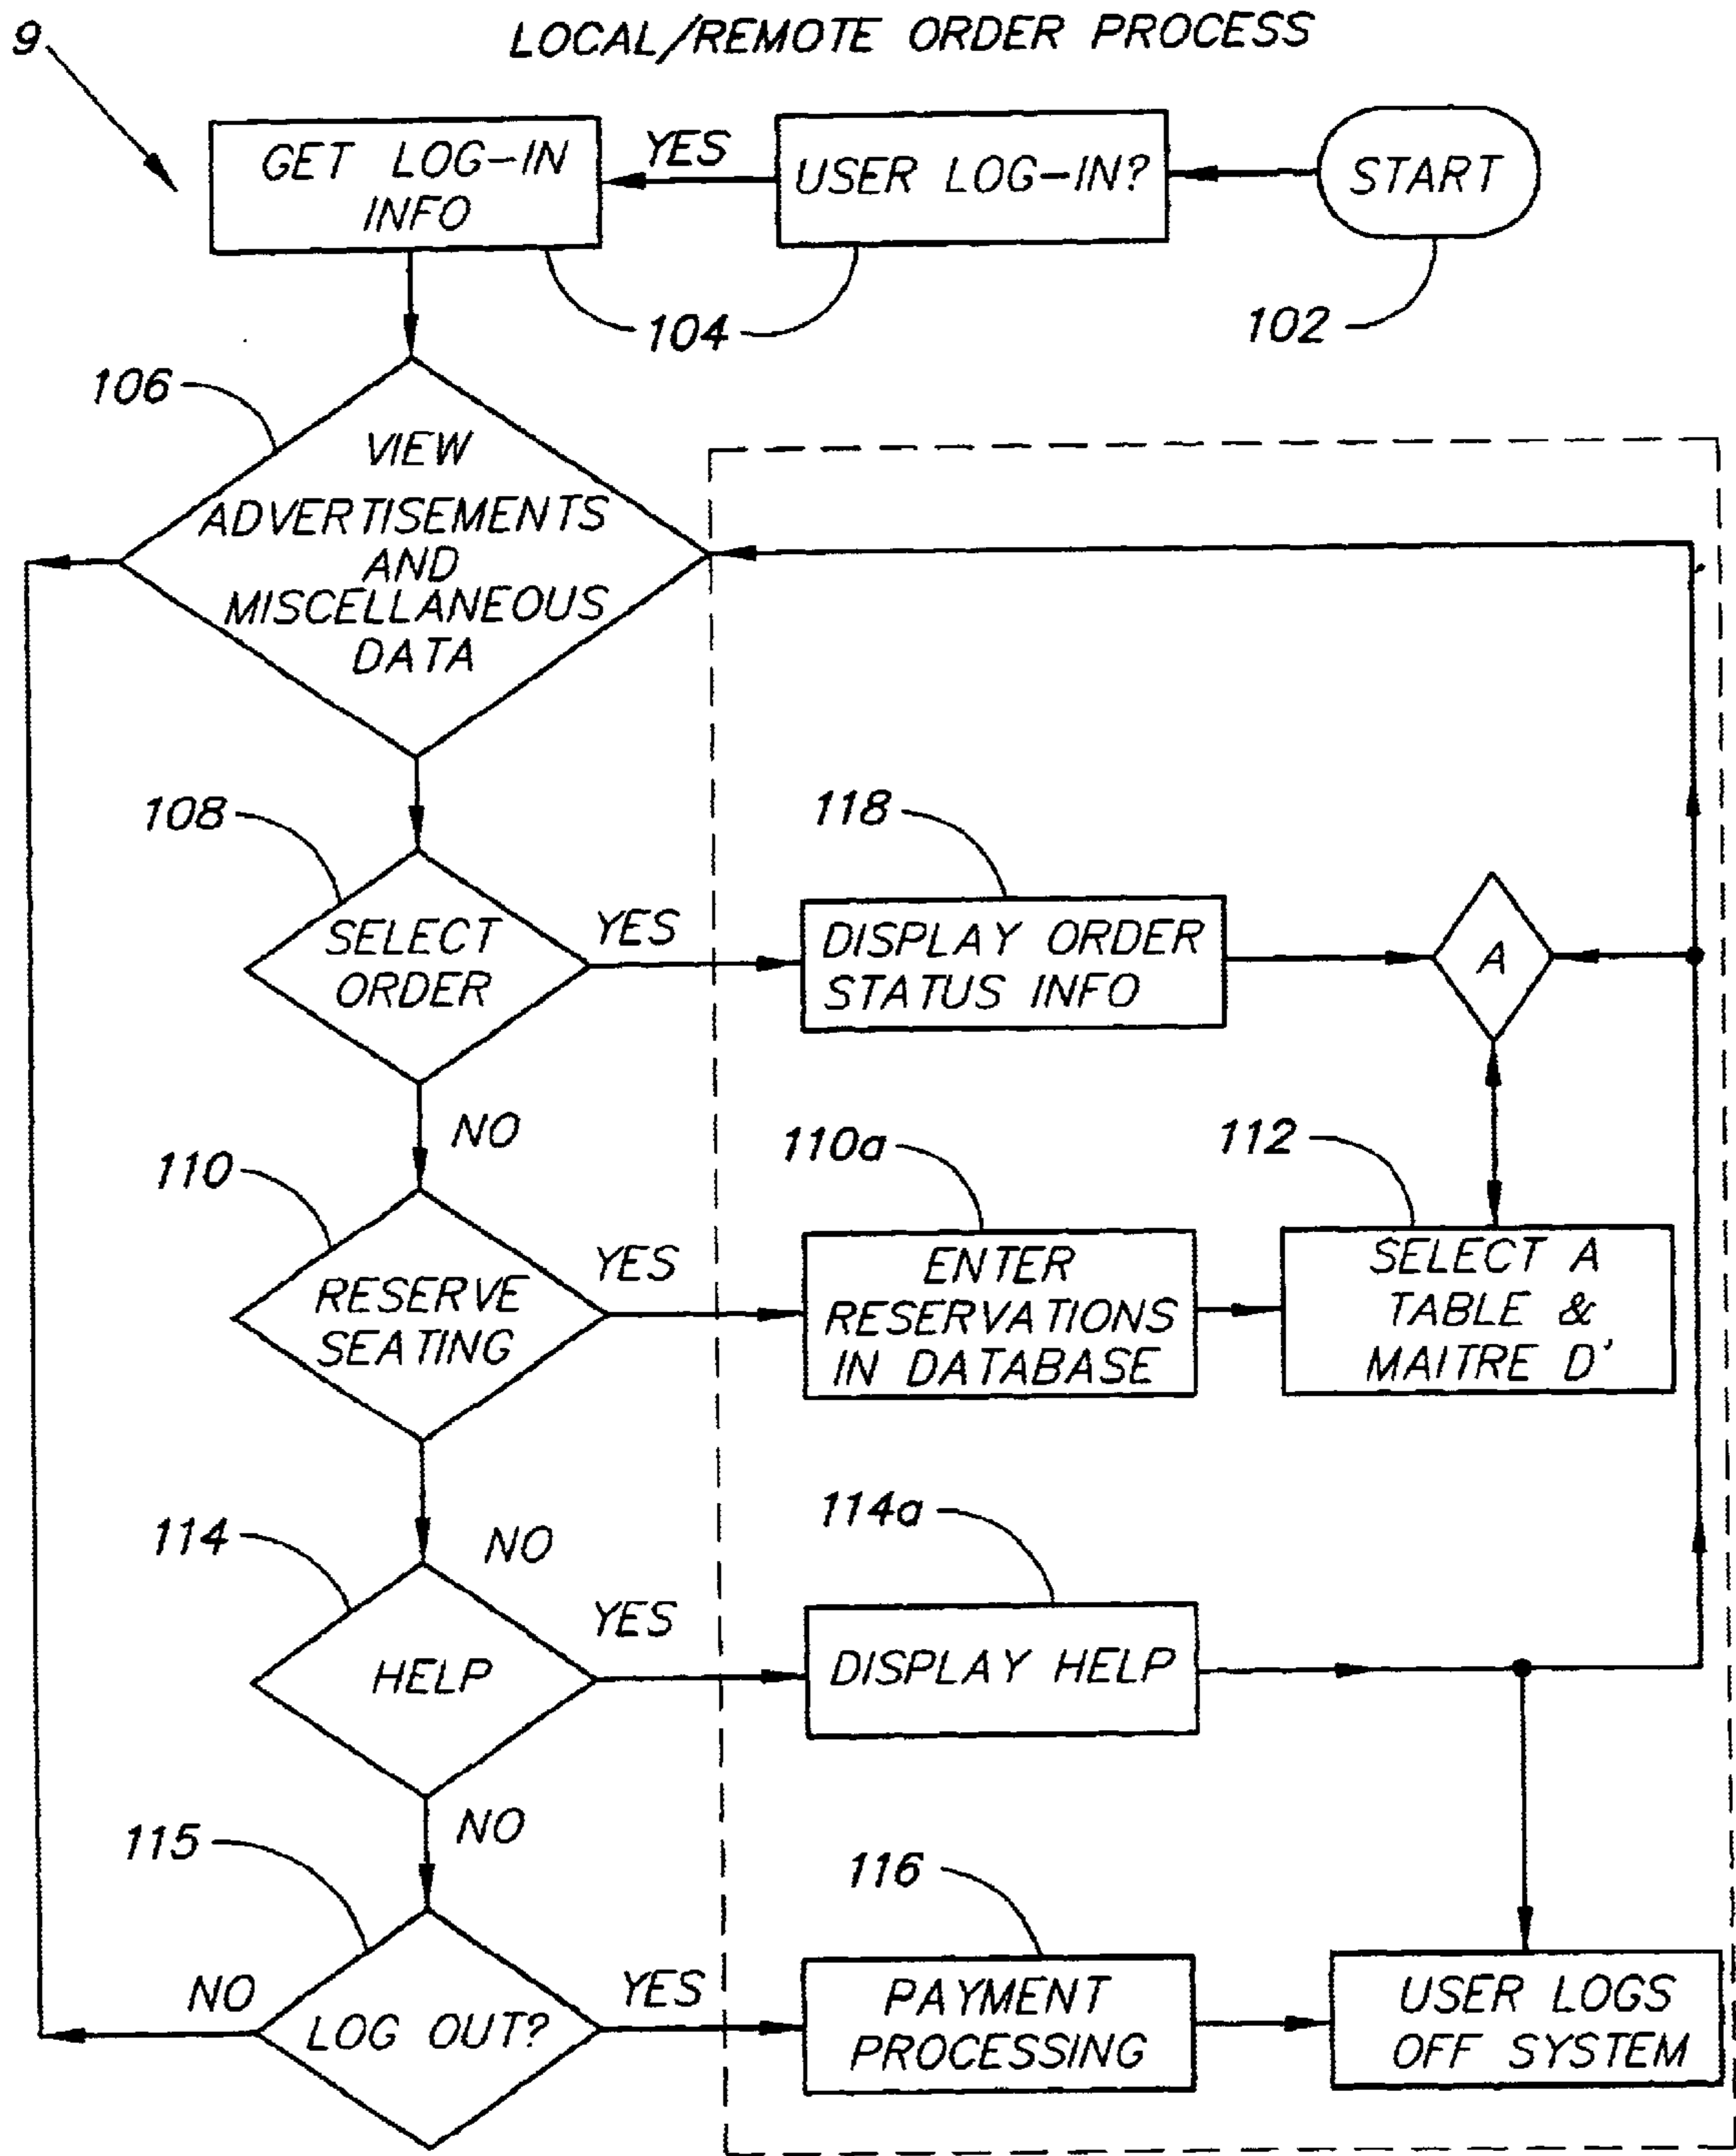 LOCAL/REMOTE ORDER PROCESS
9
GET LOG-IN
INFO
YES
USER LOG-IN?
START
104
102
106
VIEW
ADVERTISEMENTS
AND
MISCELLANEOUS
DATA
108
SELECT
ORDER
YES
118
DISPLAY ORDER
STATUS INFO
A
NO
110
RESERVE
SEATING
YES
110a
ENTER
RESERVATIONS
IN DATABASE
112
SELECT A
TABLE &
MAITRE D'
NO
114
HELP
YES
114a
DISPLAY HELP
NO
115
LOG OUT?
NO
YES
116
PAYMENT
PROCESSING
USER LOGS
OFF SYSTEM